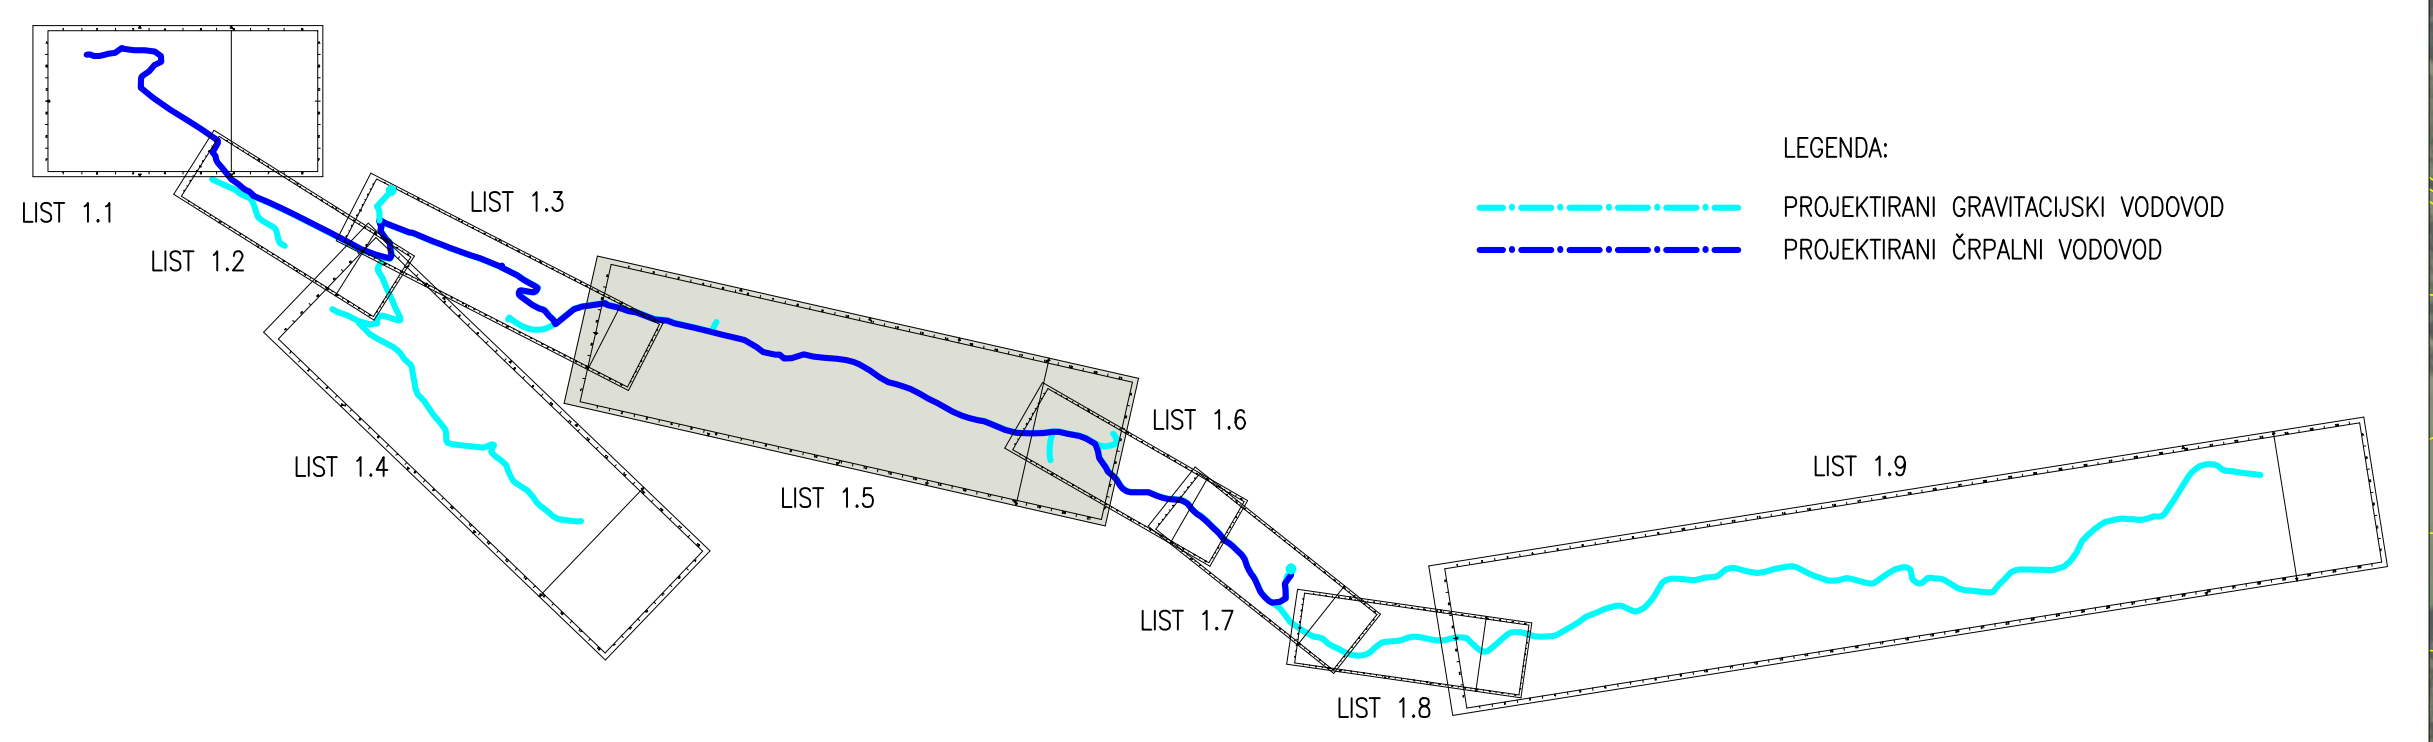 LEGENDA:
PROJEKTIRANI GRAVITACIJSKI VODOVOD
PROJEKTIRANI ČRPALNI VODOVOD
LIST 1.1
LIST 1.2
LIST 1.3
LIST 1.4
LIST 1.5
LIST 1.6
LIST 1.7
LIST 1.8
LIST 1.9